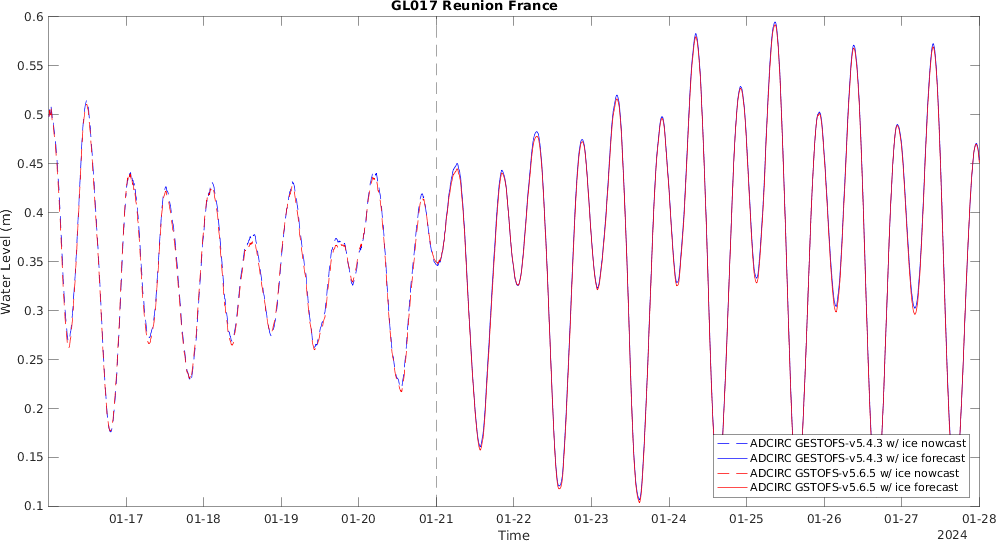 GL017 Reunion France
0.6
0.55
0.5
0.45
0.4
0.35
0.3
0.25
0.2
0.15
0.1
Water Level (m)
ADCIRC GESTOFS-v5.4.3 w/ ice nowcast
ADCIRC GESTOFS-v5.4.3 w/ ice forecast
ADCIRC GSTOFS-v5.6.5 w/ ice nowcast
ADCIRC GSTOFS-v5.6.5 w/ ice forecast
01-17 01-18 01-19 01-20 01-21 01-22 01-23 01-24 01-25 01-26 01-27 01-28
Time
2024